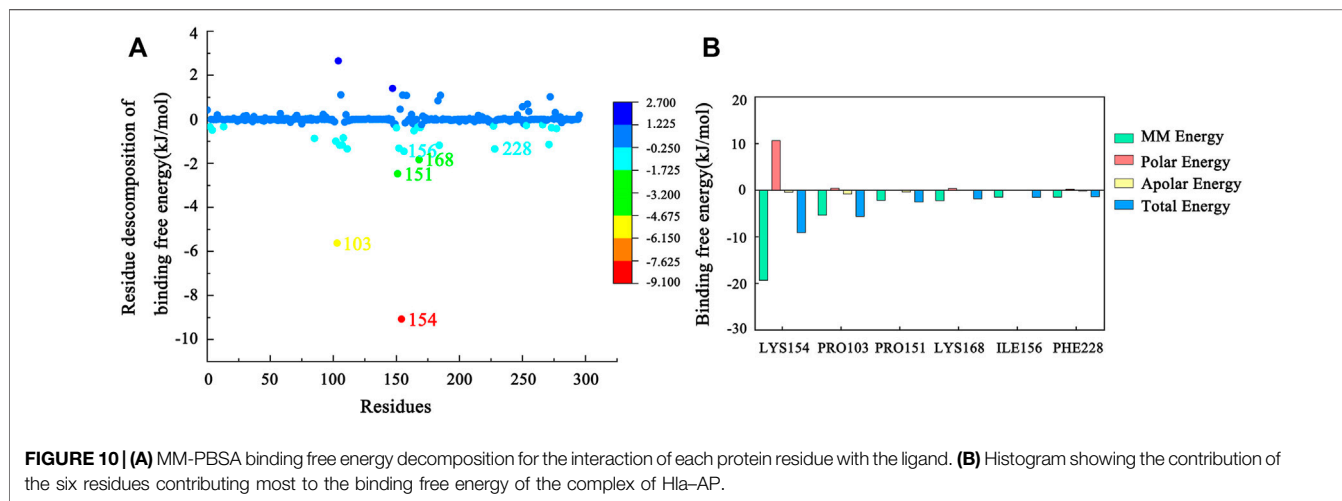 A
B
Residue descomposition of
binding free energy(kJ/mol)
4
2
0
-2
-4
-6
-8
-10
156
228
168
151
103
154
0
50
100
150
200
250
300
Residues
2.700
1.225
-0.250
-1.725
-3.200
-4.675
-6.150
-7.625
-9.100
Binding free energy(kJ/mol)
20
10
0
-10
-20
-30
LYS154 PRO103 PRO151 LYS168 ILE156 PHE228
MM Energy
Polar Energy
Apolar Energy
Total Energy
FIGURE 10 | (A) MM-PBSA binding free energy decomposition for the interaction of each protein residue with the ligand. (B) Histogram showing the contribution of
the six residues contributing most to the binding free energy of the complex of Hla–AP.